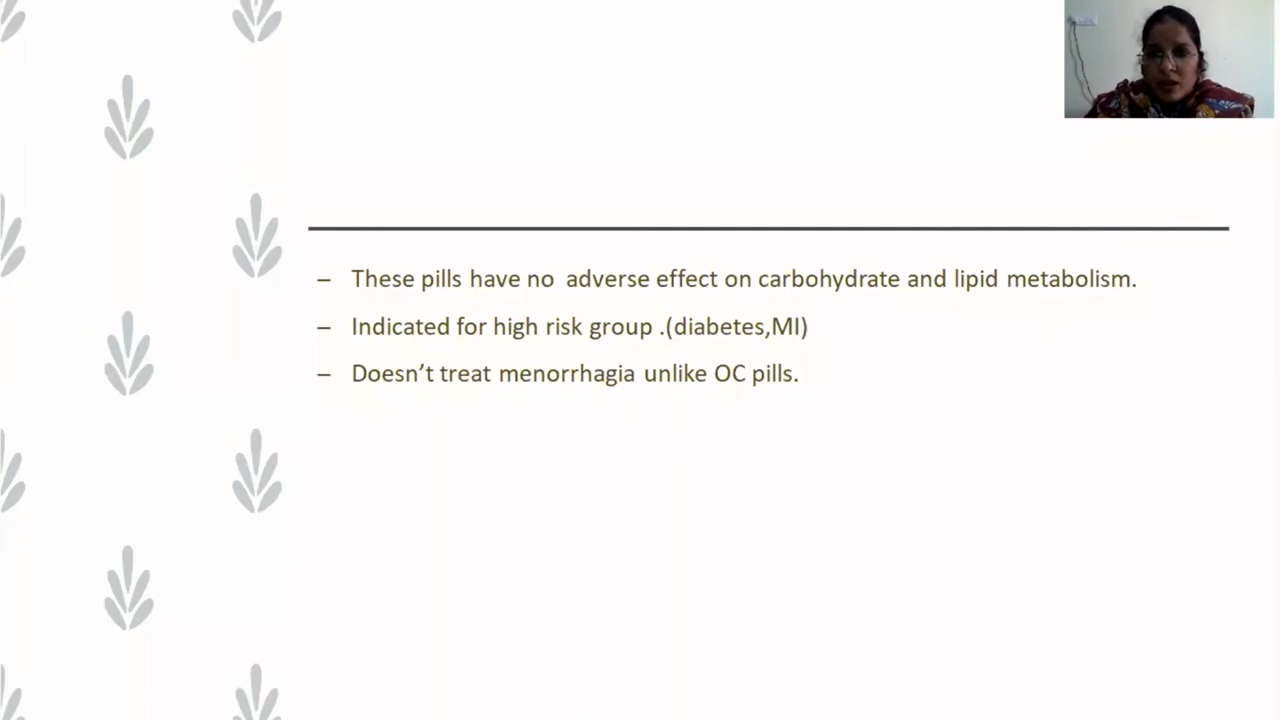 – These pills have no adverse effect on carbohydrate and lipid metabolism.
– Indicated for high risk group .(diabetes,MI)
– Doesn’t treat menorrhagia unlike OC pills.